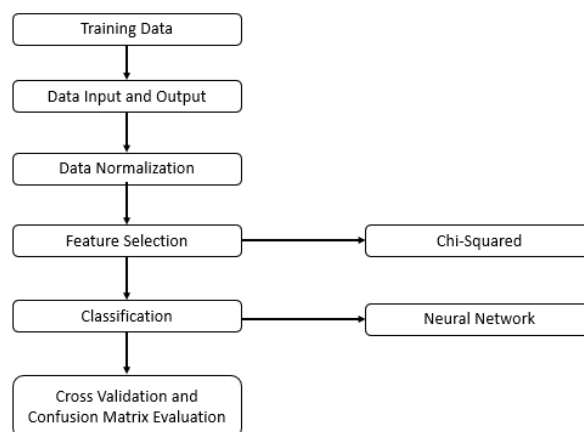 Training Data
Data Input and Output
Data Normalization
Feature Selection
Chi-Squared
Classification
Neural Network
Cross Validation and
Confusion Matrix Evaluation